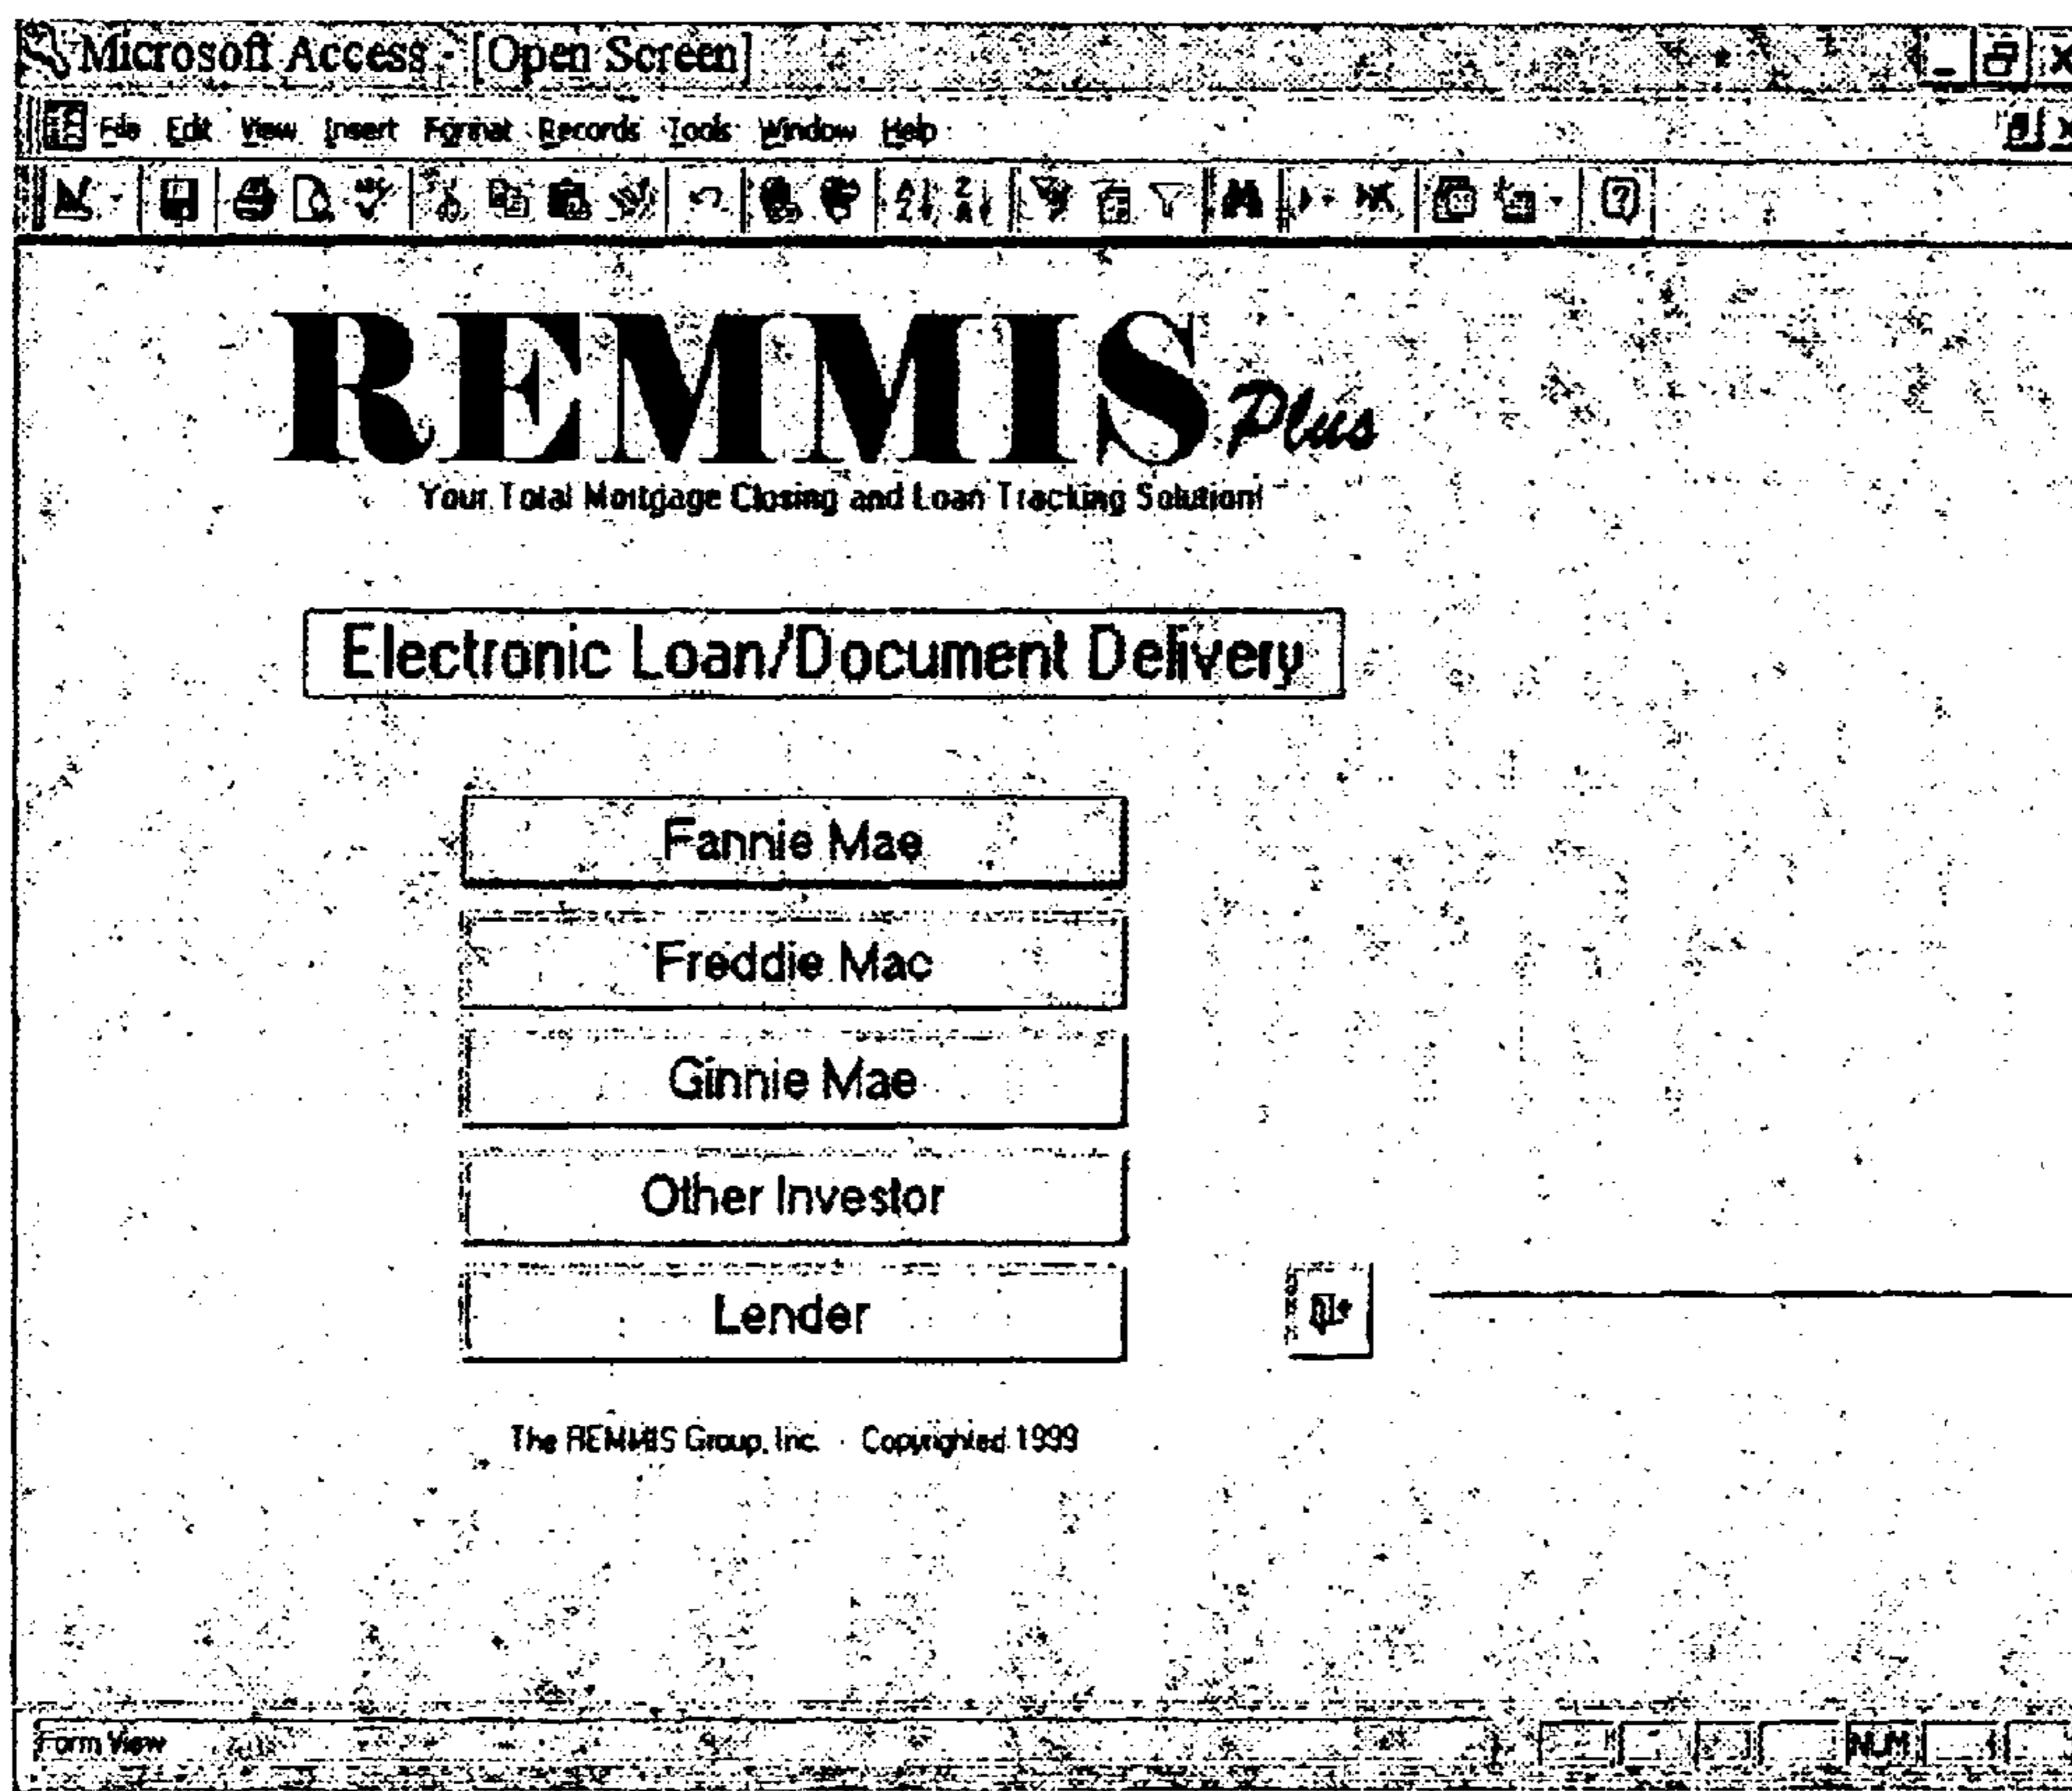 Microsoft Access - [Open Screen]
File Edit View Insert Format Records Tools Window Help
REMMIS Plus
Your Total Mortgage Closing and Loan Tracking Solution!
Electronic Loan/Document Delivery
Fannie Mae
Freddie Mac
Ginnie Mae
Other Investor
Lender
The REMMIS Group, Inc. Copyrighted 1999
Form View NUM